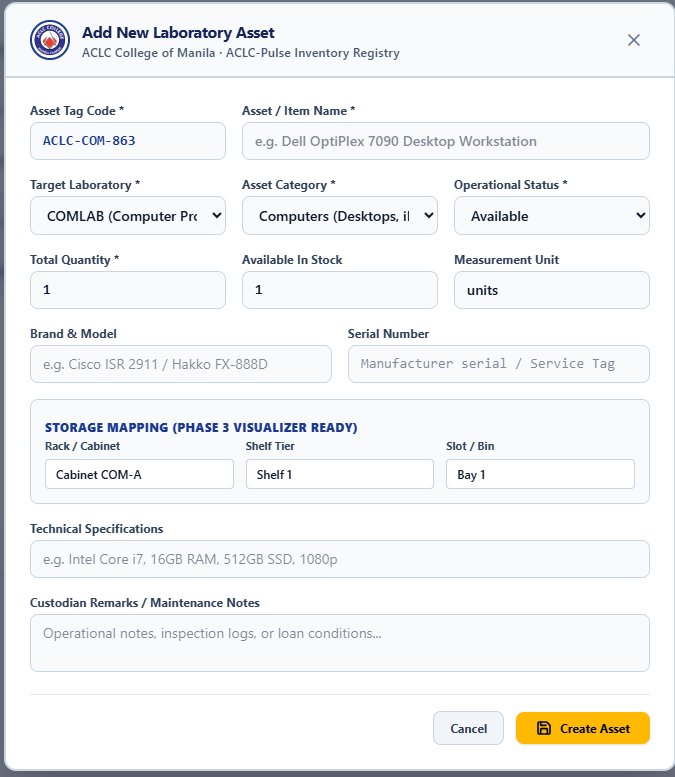 Add New Laboratory Asset
ACLC College of Manila · ACLC-Pulse Inventory Registry
Asset Tag Code *
Asset / Item Name *
ACLC-COM-863
e.g. Dell OptiPlex 7090 Desktop Workstation
Target Laboratory *
Asset Category *
Operational Status *
COMLAB (Computer Pr
Computers (Desktops, i
Available
Total Quantity *
Available In Stock
Measurement Unit
1
1
units
Brand & Model
Serial Number
e.g. Cisco ISR 2911 / Hakko FX-888D
Manufacturer serial / Service Tag
STORAGE MAPPING (PHASE 3 VISUALIZER READY)
Rack / Cabinet
Shelf Tier
Slot / Bin
Cabinet COM-A
Shelf 1
Bay 1
Technical Specifications
e.g. Intel Core i7, 16GB RAM, 512GB SSD, 1080p
Custodian Remarks / Maintenance Notes
Operational notes, inspection logs, or loan conditions...
Cancel
Create Asset